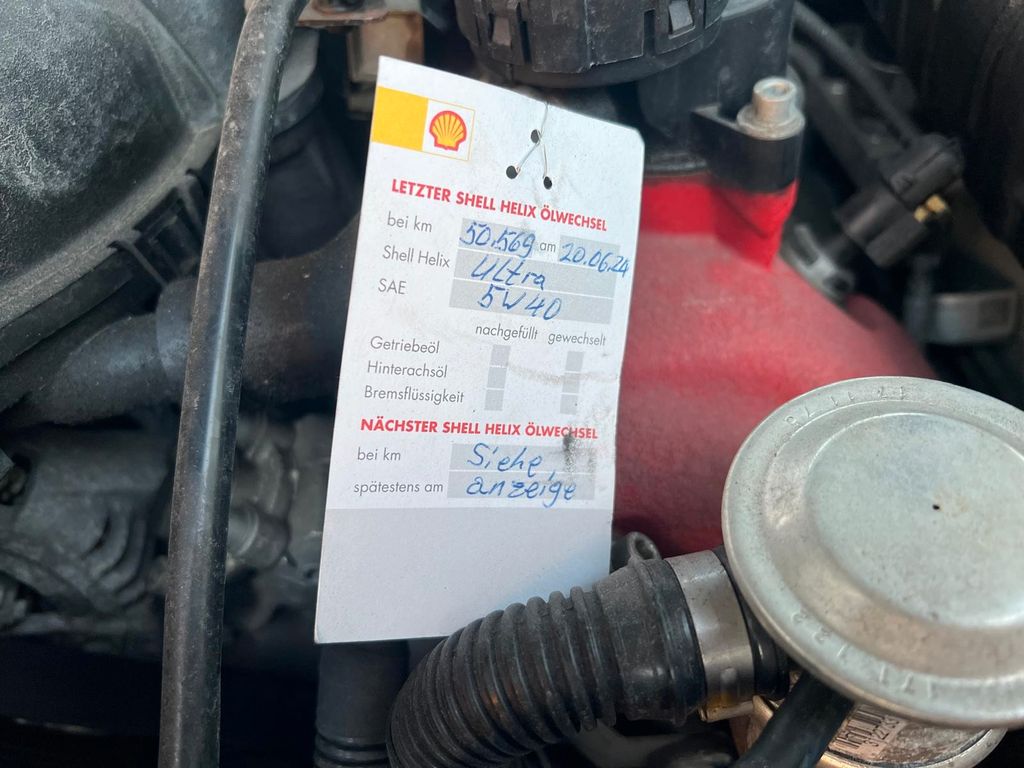 LETZTER SHELL HELIX ÖLWECHSEL
bei km 50.569 am 20.06.24
Shell Helix Ultra
SAE 5W40
nachgefüllt gewechselt
Getriebeöl
Hinterachsöl
Bremsflüssigkeit
NÄCHSTER SHELL HELIX ÖLWECHSEL
bei km Siehe,
spätestens am anzeige